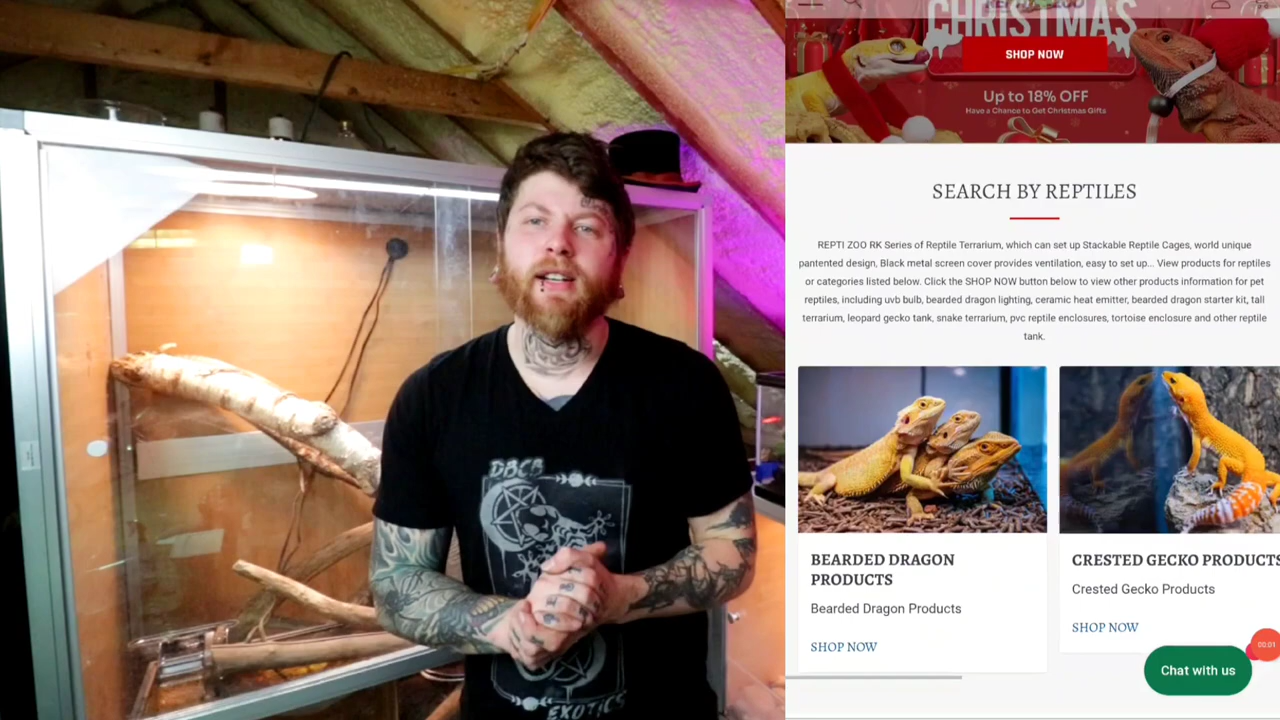 DBCB
EXOTICS
CHRISTMAS
SHOP NOW
Up to 18% OFF
Have a Chance to Get Christmas Gifts
SEARCH BY REPTILES
REPTI ZOO RK Series of Reptile Terrarium, which can set up Stackable Reptile Cages, world unique
pantented design, Black metal screen cover provides ventilation, easy to set up... View products for reptiles
or categories listed below. Click the SHOP NOW button below to view other products information for pet
reptiles, including uvb bulb, bearded dragon lighting, ceramic heat emitter, bearded dragon starter kit, tall
terrarium, leopard gecko tank, snake terrarium, pvc reptile enclosures, tortoise enclosure and other reptile
tank.
BEARDED DRAGON
PRODUCTS
Bearded Dragon Products
SHOP NOW
CRESTED GECKO PRODUCTS
Crested Gecko Products
SHOP NOW
00:01
Chat with us